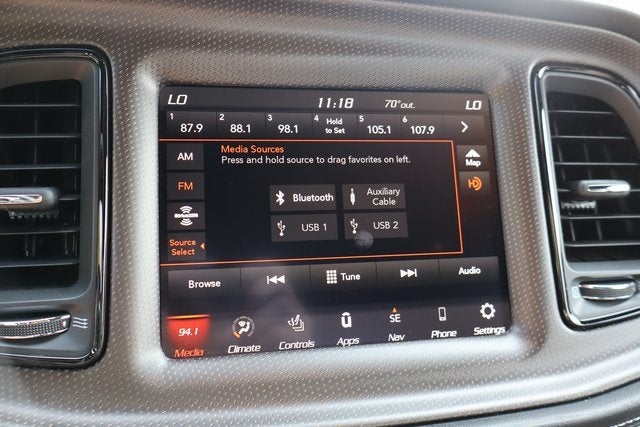 LO 11:18 70° out. LO
1 87.9 2 88.1 3 98.1 4 Hold to Set 5 105.1 6 107.9
AM
Media Sources
Press and hold source to drag favorites on left.
Map
FM
HD
Bluetooth
Auxiliary Cable
SiriusXM
USB 1
USB 2
Source Select
Browse
Tune
Audio
94.1
SE
Media
Climate
Controls
Apps
Nav
Phone
Settings